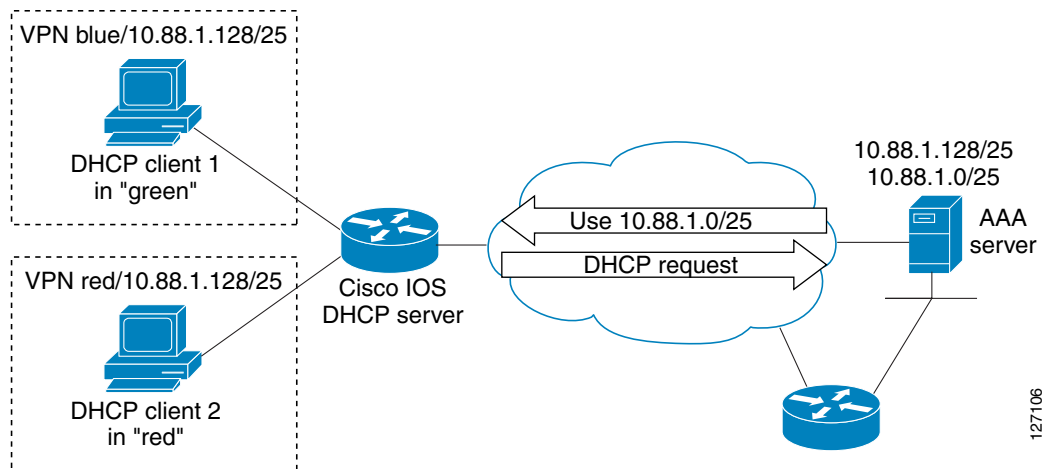 VPN blue/10.88.1.128/25
DHCP client 1
in "green"
VPN red/10.88.1.128/25
DHCP client 2
in "red"
Cisco IOS
DHCP server
Use 10.88.1.0/25
DHCP request
10.88.1.128/25
10.88.1.0/25
AAA
server
127106